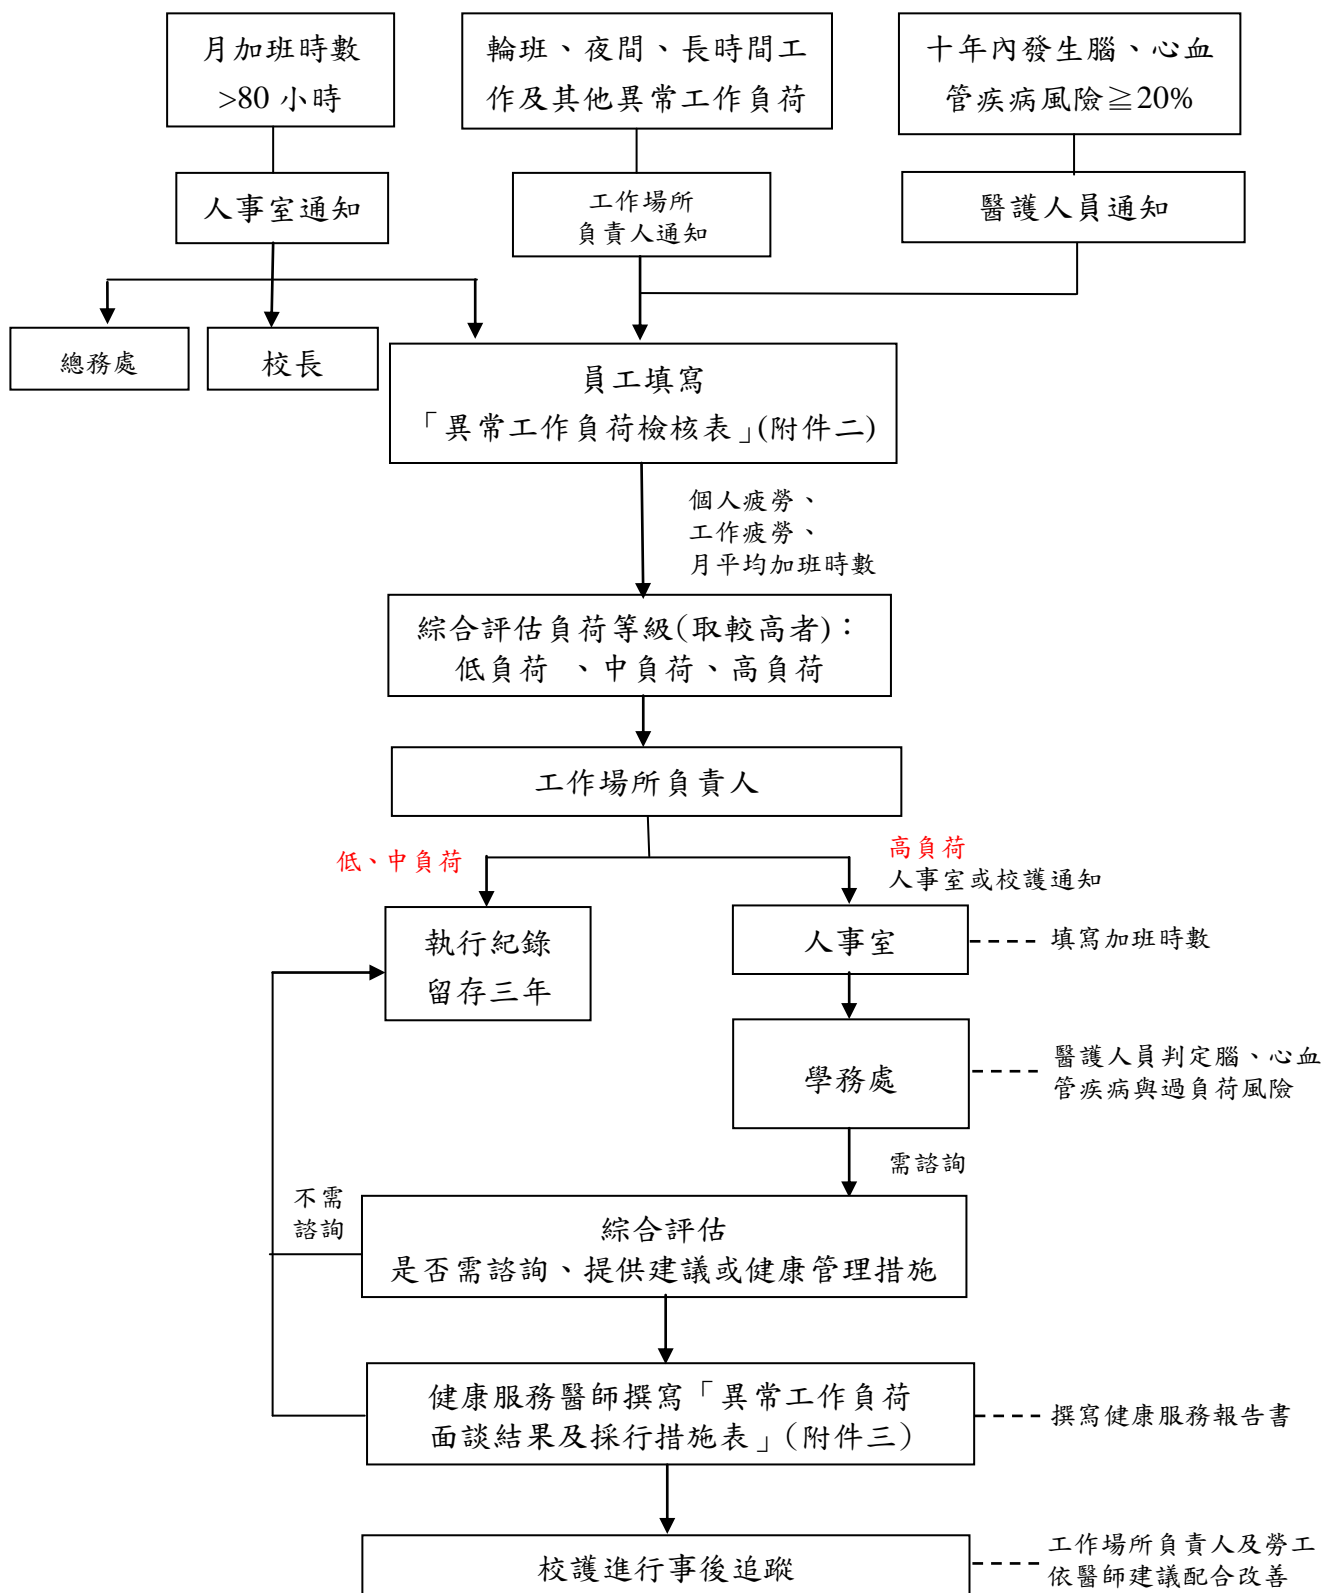 月加班時數
>80 小時
輪班、夜間、長時間工
作及其他異常工作負荷
十年內發生腦、心血
管疾病風險≧20%
人事室通知
工作場所
負責人通知
醫護人員通知
總務處
校長
員工填寫
「異常工作負荷檢核表」(附件二)
個人疲勞、
工作疲勞、
月平均加班時數
綜合評估負荷等級(取較高者)：
低負荷 、中負荷、高負荷
工作場所負責人
低、中負荷
高負荷
人事室或校護通知
執行紀錄
留存三年
人事室
填寫加班時數
學務處
醫護人員判定腦、心血
管疾病與過負荷風險
需諮詢
不需
諮詢
綜合評估
是否需諮詢、提供建議或健康管理措施
健康服務醫師撰寫「異常工作負荷
面談結果及採行措施表」(附件三)
撰寫健康服務報告書
校護進行事後追蹤
工作場所負責人及勞工
依醫師建議配合改善